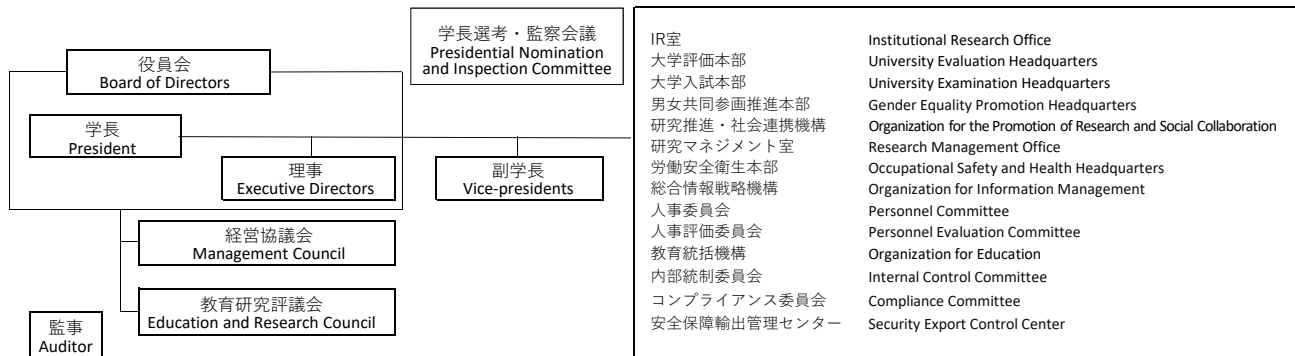 学長選考・監察会議
Presidential Nomination
and Inspection Committee
役員会
Board of Directors
学長
President
理事
Executive Directors
副学長
Vice-presidents
経営協議会
Management Council
教育研究評議会
Education and Research Council
監事
Auditor
IR室 Institutional Research Office
大学評価本部 University Evaluation Headquarters
大学入試本部 University Examination Headquarters
男女共同参画推進本部 Gender Equality Promotion Headquarters
研究推進・社会連携機構 Organization for the Promotion of Research and Social Collaboration
研究マネジメント室 Research Management Office
労働安全衛生本部 Occupational Safety and Health Headquarters
総合情報戦略機構 Organization for Information Management
人事委員会 Personnel Committee
人事評価委員会 Personnel Evaluation Committee
教育統括機構 Organization for Education
内部統制委員会 Internal Control Committee
コンプライアンス委員会 Compliance Committee
安全保障輸出管理センター Security Export Control Center